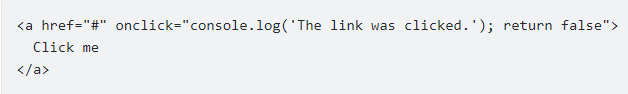 <a href="#" onclick="console.log('The link was clicked.'); return false">
  Click me
</a>